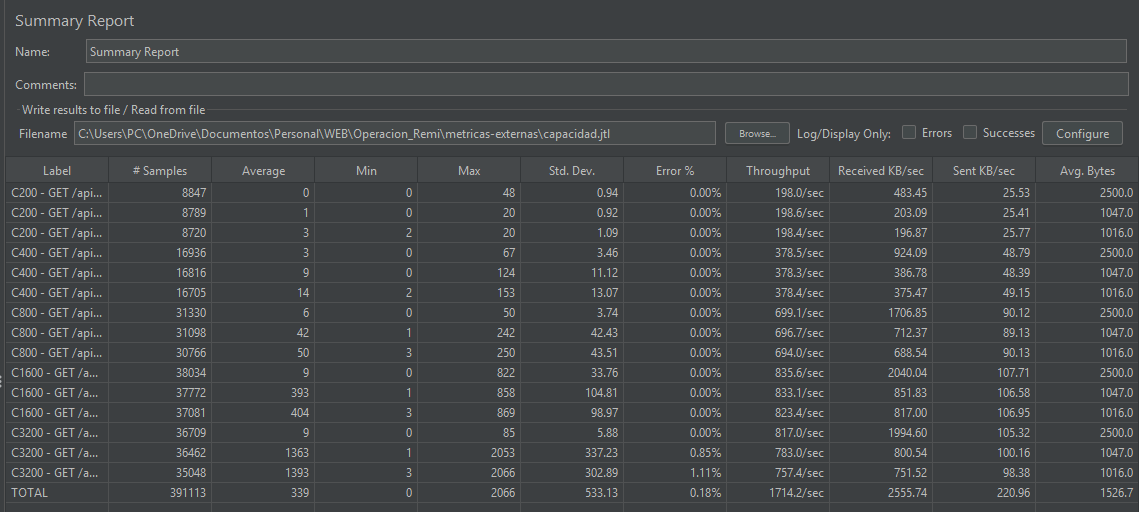 Summary Report
Name: Summary Report
Comments:
Write results to file / Read from file
Filename C:\Users\PC\OneDrive\Documentos\Personal\WEB\Operacion_Remi\metricas-externas\capacidad.jtl Browse... Log/Display Only: Errors Successes Configure
Label # Samples Average Min Max Std. Dev. Error % Throughput Received KB/sec Sent KB/sec Avg. Bytes
C200 - GET /api... 8847 0 0 48 0.94 0.00% 198.0/sec 483.45 25.53 2500.0
C200 - GET /api... 8789 1 0 20 0.92 0.00% 198.6/sec 203.09 25.41 1047.0
C200 - GET /api... 8720 3 2 20 1.09 0.00% 198.4/sec 196.87 25.77 1016.0
C400 - GET /api... 16936 3 0 67 3.46 0.00% 378.5/sec 924.09 48.79 2500.0
C400 - GET /api... 16816 9 0 124 11.12 0.00% 378.3/sec 386.78 48.39 1047.0
C400 - GET /api... 16705 14 2 153 13.07 0.00% 378.4/sec 375.47 49.15 1016.0
C800 - GET /api... 31330 6 0 50 3.74 0.00% 699.1/sec 1706.85 90.12 2500.0
C800 - GET /api... 31098 42 1 242 42.43 0.00% 696.7/sec 712.37 89.13 1047.0
C800 - GET /api... 30766 50 3 250 43.51 0.00% 694.0/sec 688.54 90.13 1016.0
C1600 - GET /a... 38034 9 0 822 33.76 0.00% 835.6/sec 2040.04 107.71 2500.0
C1600 - GET /a... 37772 393 1 858 104.81 0.00% 833.1/sec 851.83 106.58 1047.0
C1600 - GET /a... 37081 404 3 869 98.97 0.00% 823.4/sec 817.00 106.95 1016.0
C3200 - GET /a... 36709 9 0 85 5.88 0.00% 817.0/sec 1994.60 105.32 2500.0
C3200 - GET /a... 36462 1363 1 2053 337.23 0.85% 783.0/sec 800.54 100.16 1047.0
C3200 - GET /a... 35048 1393 3 2066 302.89 1.11% 757.4/sec 751.52 98.38 1016.0
TOTAL 391113 339 0 2066 533.13 0.18% 1714.2/sec 2555.74 220.96 1526.7